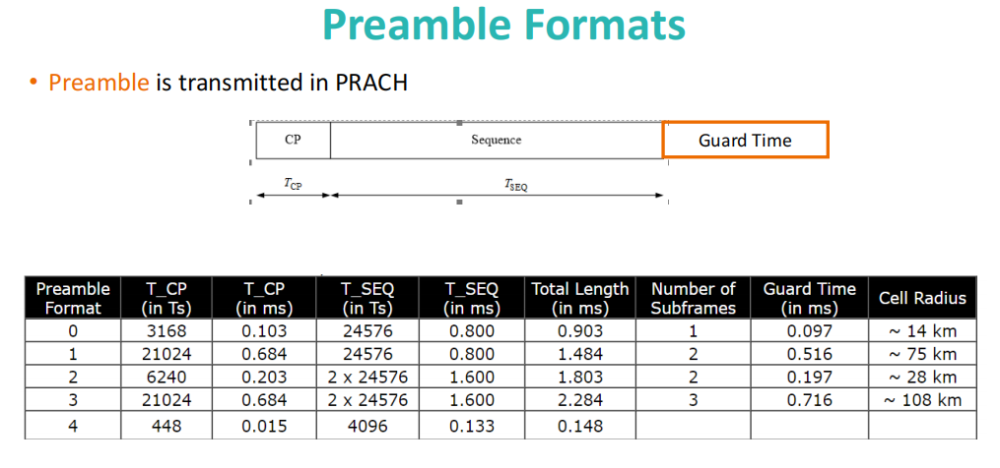 Preamble Formats
• Preamble is transmitted in PRACH
CP Sequence Guard Time
TCP TSEQ
Preamble Format T_CP (in Ts) T_CP (in ms) T_SEQ (in Ts) T_SEQ (in ms) Total Length (in ms) Number of Subframes Guard Time (in ms) Cell Radius
0 3168 0.103 24576 0.800 0.903 1 0.097 ~ 14 km
1 21024 0.684 24576 0.800 1.484 2 0.516 ~ 75 km
2 6240 0.203 2 x 24576 1.600 1.803 2 0.197 ~ 28 km
3 21024 0.684 2 x 24576 1.600 2.284 3 0.716 ~ 108 km
4 448 0.015 4096 0.133 0.148